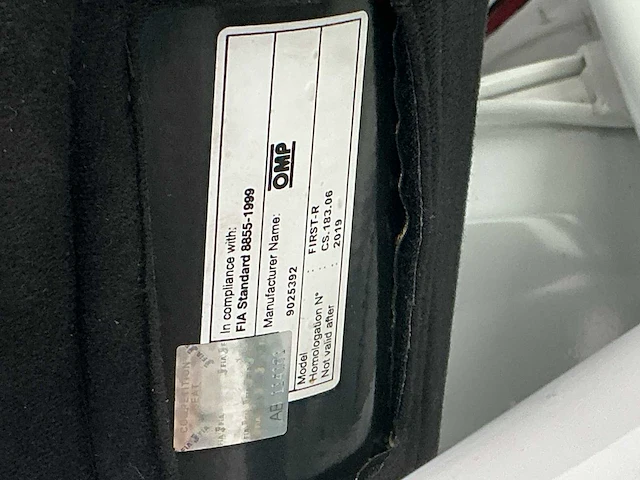 In compliance with:
FIA Standard 8855-1999
Manufacturer Name:
OMP
9025392
Model : FIRST-R
Homologation N° : CS.183.06
Not valid after : 2019
AE